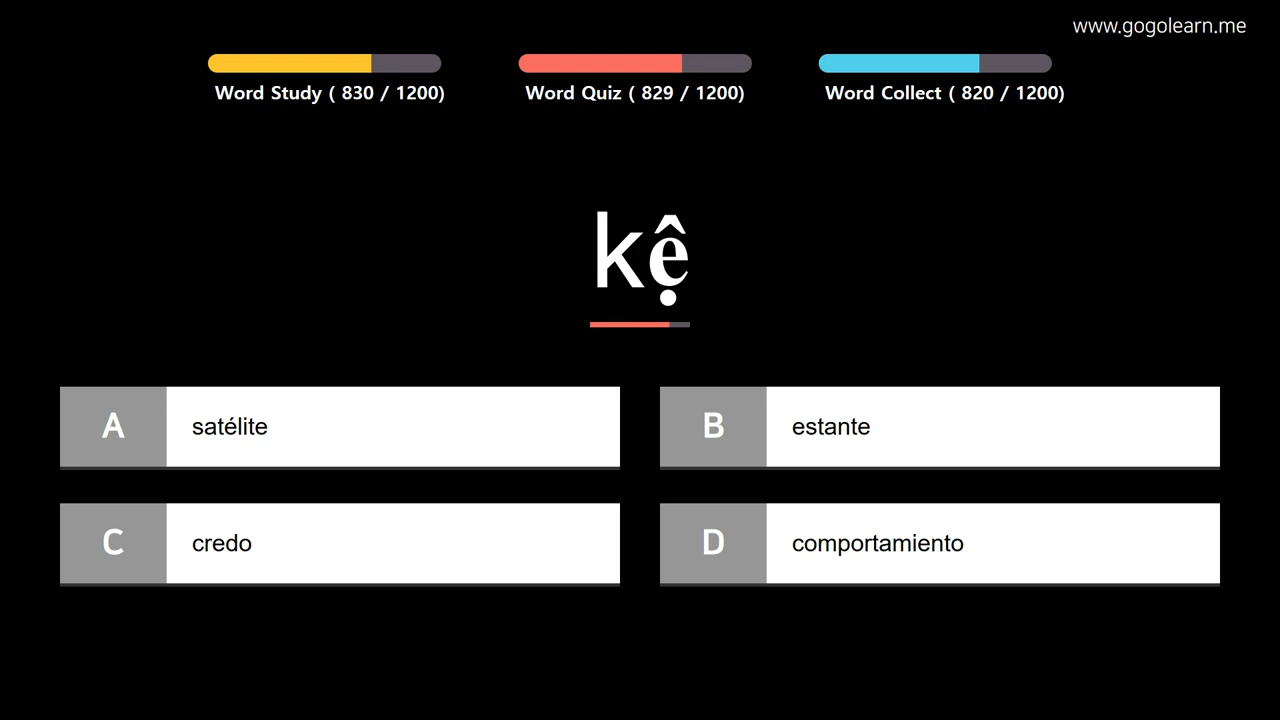 www.gogolearn.me
Word Study ( 830 / 1200)
Word Quiz ( 829 / 1200)
Word Collect ( 820 / 1200)
kệ
A
satélite
B
estante
C
credo
D
comportamiento